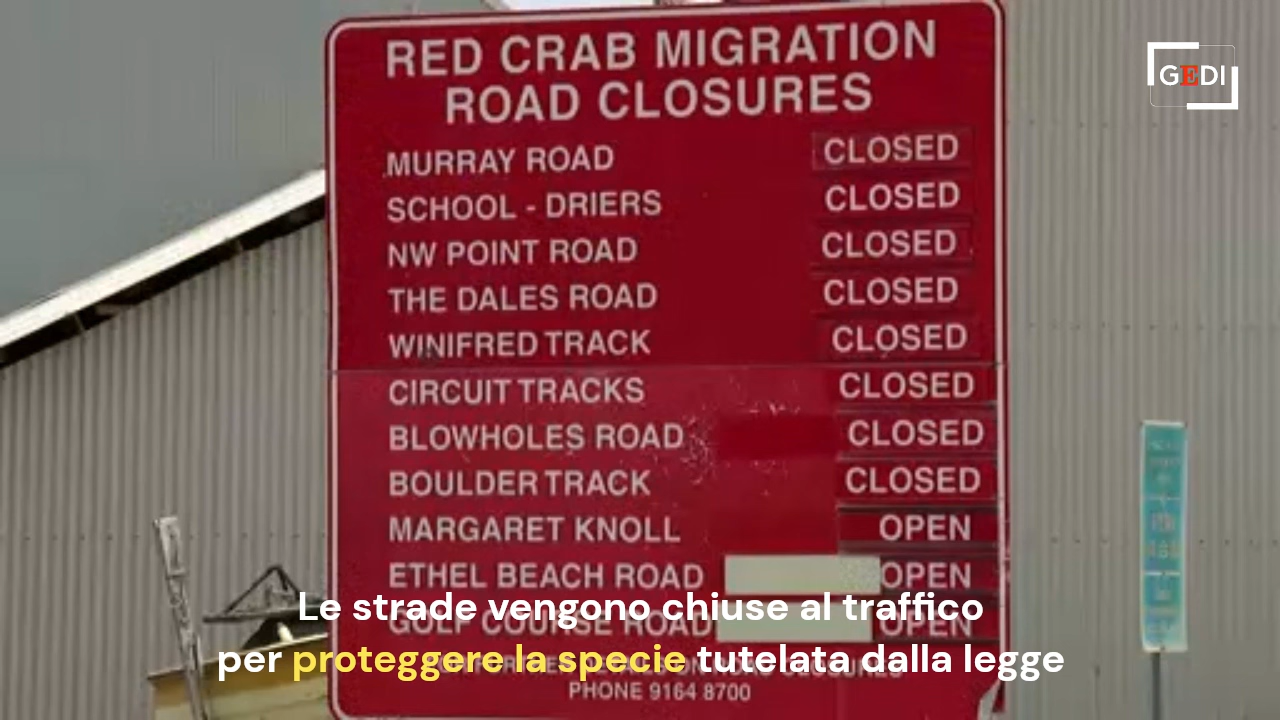 RED CRAB MIGRATION
ROAD CLOSURES
MURRAY ROAD CLOSED
SCHOOL - DRIERS CLOSED
NW POINT ROAD CLOSED
THE DALES ROAD CLOSED
WINIFRED TRACK CLOSED
CIRCUIT TRACKS CLOSED
BLOWHOLES ROAD CLOSED
BOULDER TRACK CLOSED
MARGARET KNOLL OPEN
ETHEL BEACH ROAD OPEN
GOLF COURSE ROAD OPEN
PHONE 9164 8700
GEDI
Le strade vengono chiuse al traffico
per proteggere la specie tutelata dalla legge